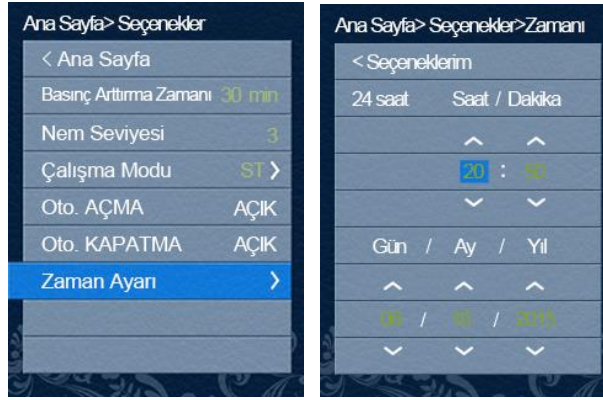 Ana Sayfa> Seçenekler
< Ana Sayfa
Basınç Arttırma Zamanı 30 min
Nem Seviyesi 3
Çalışma Modu ST >
Oto. AÇMA AÇIK
Oto. KAPATMA AÇIK
Zaman Ayarı >
Ana Sayfa> Seçenekler>Zamanı
<Seçeneklerim
24 saat Saat / Dakika
20 :
Gün / Ay / Yıl
/ / 2015